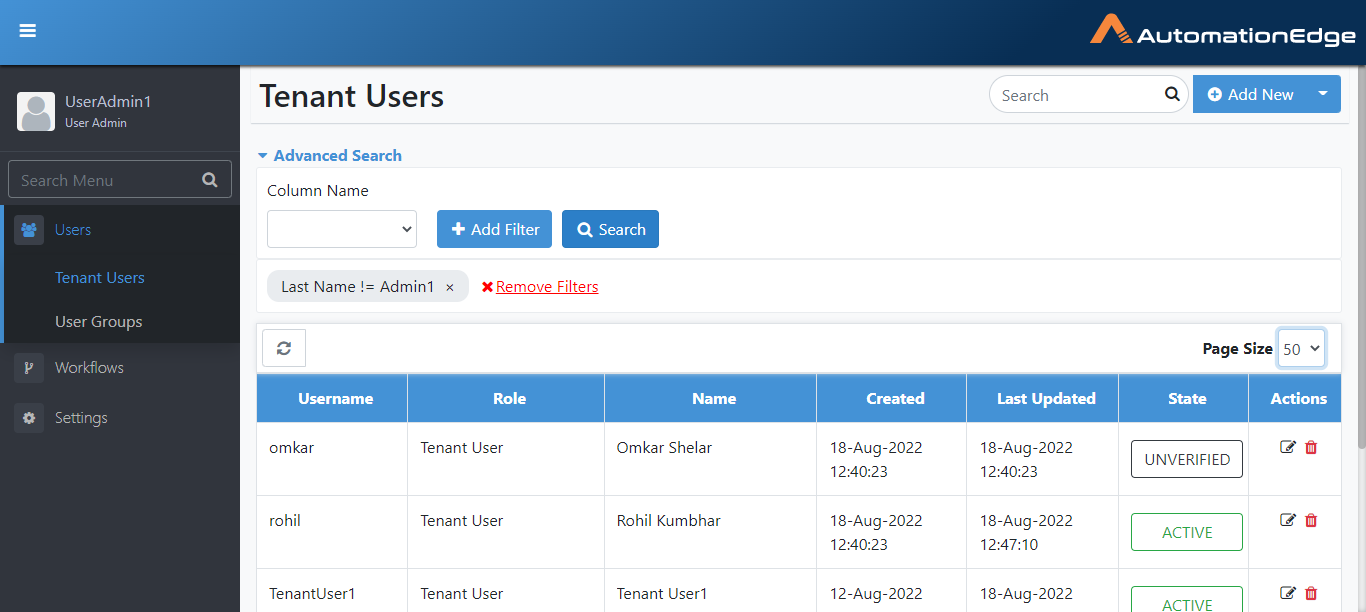 AutomationEdge
UserAdmin1
User Admin
Search Menu
Users
Tenant Users
User Groups
Workflows
Settings
Tenant Users
Search
Add New
Advanced Search
Column Name
Add Filter
Search
Last Name != Admin1 ×
Remove Filters
Page Size 50
Username Role Name Created Last Updated State Actions
omkar Tenant User Omkar Shelar 18-Aug-2022 12:40:23 18-Aug-2022 12:40:23 UNVERIFIED
rohil Tenant User Rohil Kumbhar 18-Aug-2022 12:40:23 18-Aug-2022 12:47:10 ACTIVE
TenantUser1 Tenant User Tenant User1 12-Aug-2022 18-Aug-2022 ACTIVE